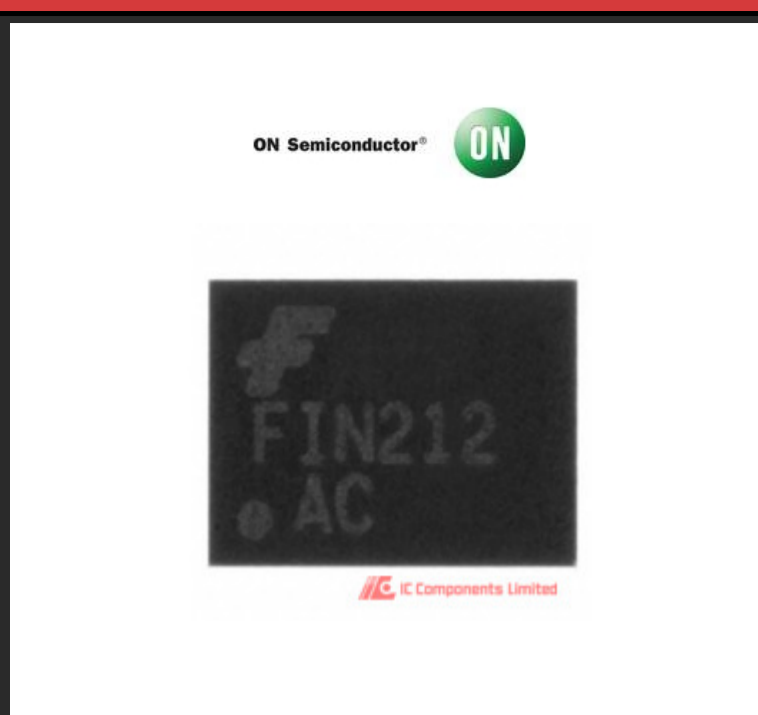 ON Semiconductor®
ON
FIN212
AC
IC Components Limited